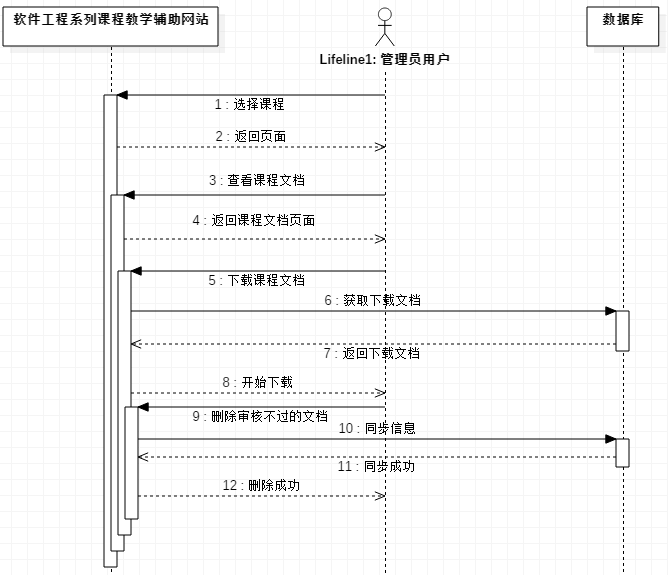 软件工程系列课程教学辅助网站
Lifeline1: 管理员用户
数据库
1 : 选择课程
2 : 返回页面
3 : 查看课程文档
4 : 返回课程文档页面
5 : 下载课程文档
6 : 获取下载文档
7 : 返回下载文档
8 : 开始下载
9 : 删除审核不过的文档
10 : 同步信息
11 : 同步成功
12 : 删除成功